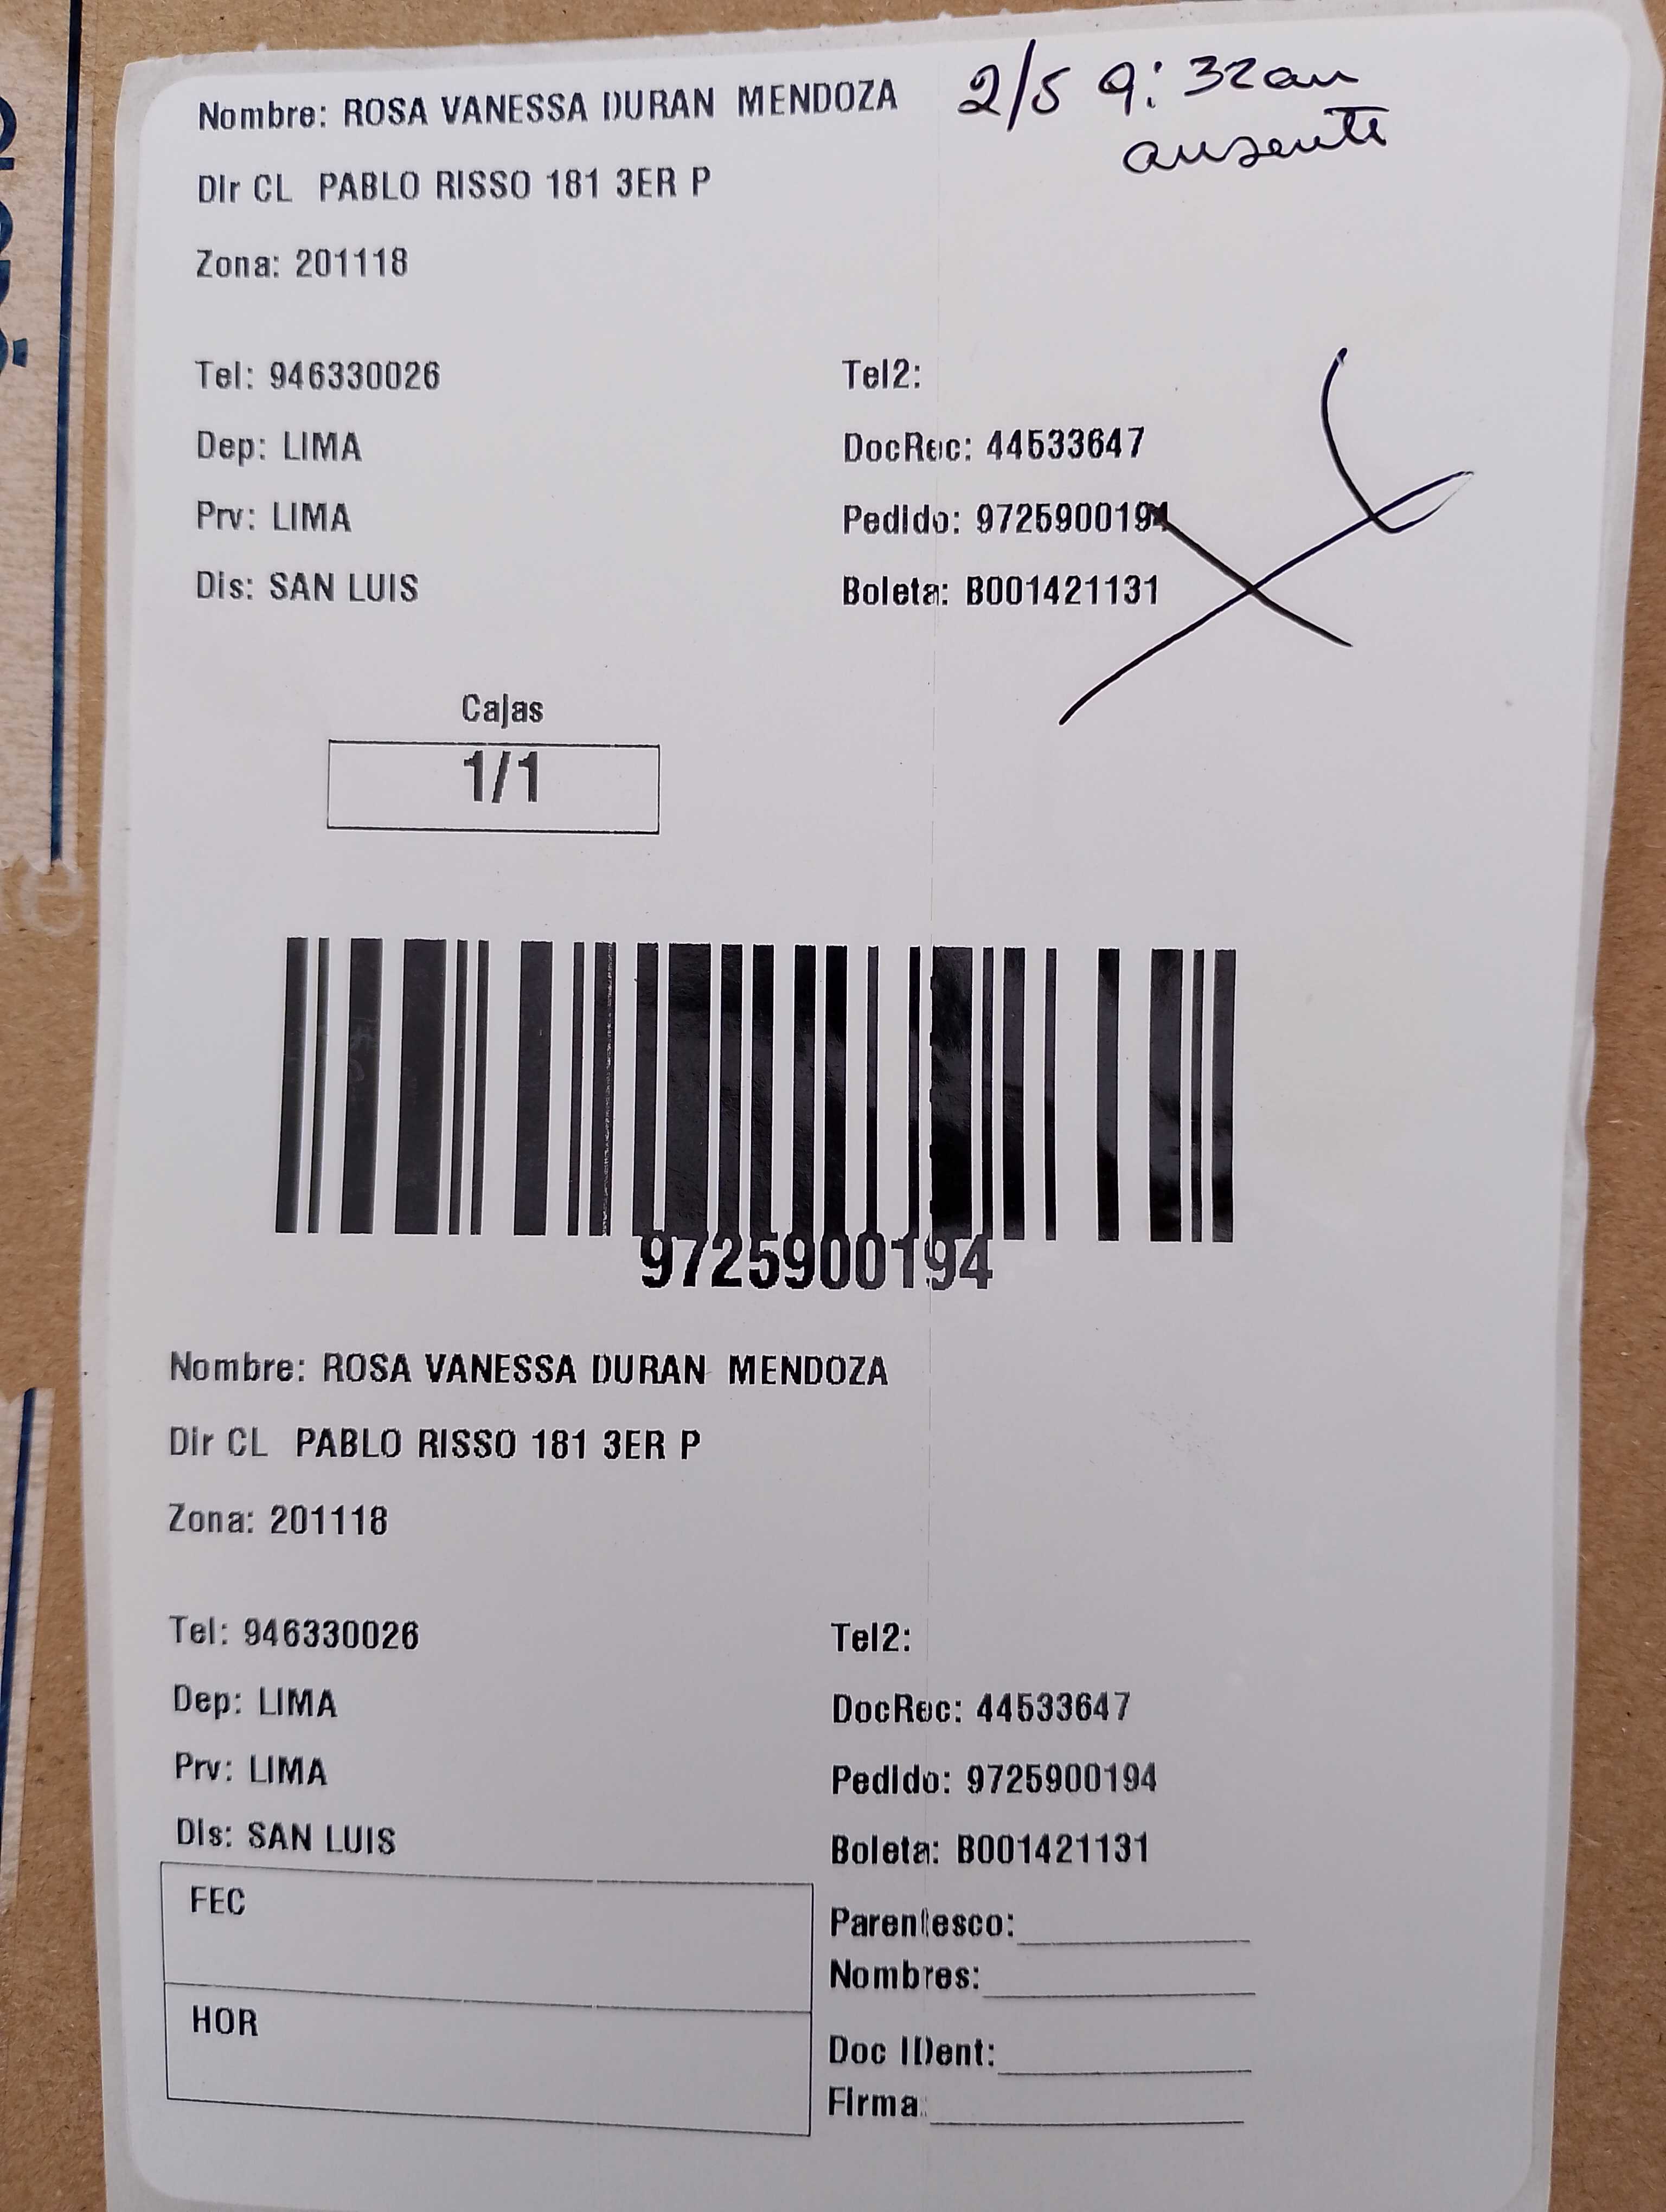 Nombre: ROSA VANESSA DURAN MENDOZA
2/5 9:32am
ausente
Dir CL PABLO RISSO 181 3ER P
Zona: 201118
Tel: 946330026
Tel2:
Dep: LIMA
DocRec: 44533647
Prv: LIMA
Pedido: 9725900194
Dis: SAN LUIS
Boleta: B001421131
Cajas
1/1
9725900194
Nombre: ROSA VANESSA DURAN MENDOZA
Dir CL PABLO RISSO 181 3ER P
Zona: 201118
Tel: 946330026
Tel2:
Dep: LIMA
DocRec: 44533647
Prv: LIMA
Pedido: 9725900194
Dis: SAN LUIS
Boleta: B001421131
FEC
Parentesco:
Nombres:
HOR
Doc IDent:
Firma: